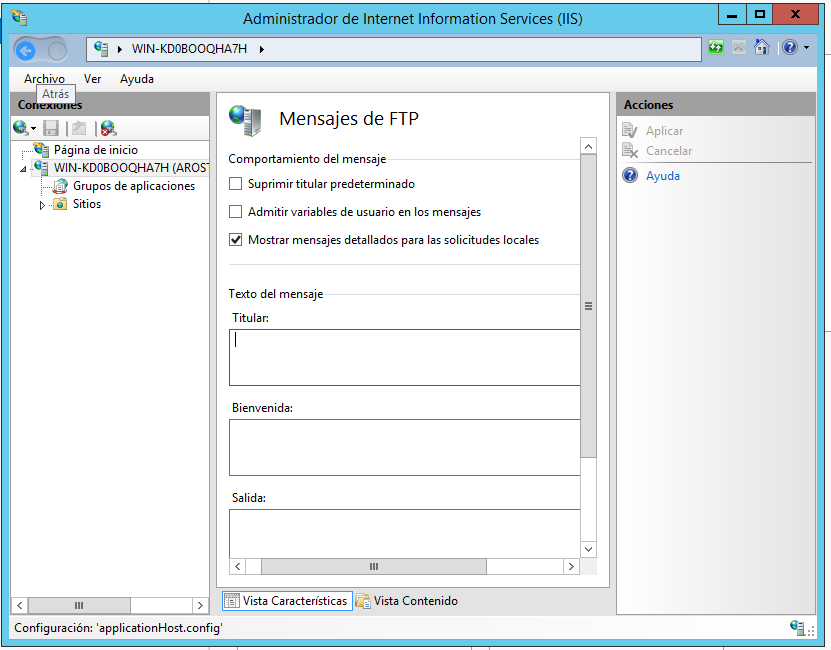 Administrador de Internet Information Services (IIS)
WIN-KD0BOOQHA7H
Archivo Ver Ayuda
Atrás
Conexiones
Página de inicio
WIN-KD0BOOQHA7H (AROST
Grupos de aplicaciones
Sitios
Mensajes de FTP
Comportamiento del mensaje
Suprimir titular predeterminado
Admitir variables de usuario en los mensajes
Mostrar mensajes detallados para las solicitudes locales
Texto del mensaje
Titular:
Bienvenida:
Salida:
Vista Características Vista Contenido
Acciones
Aplicar
Cancelar
Ayuda
Configuración: 'applicationHost.config'